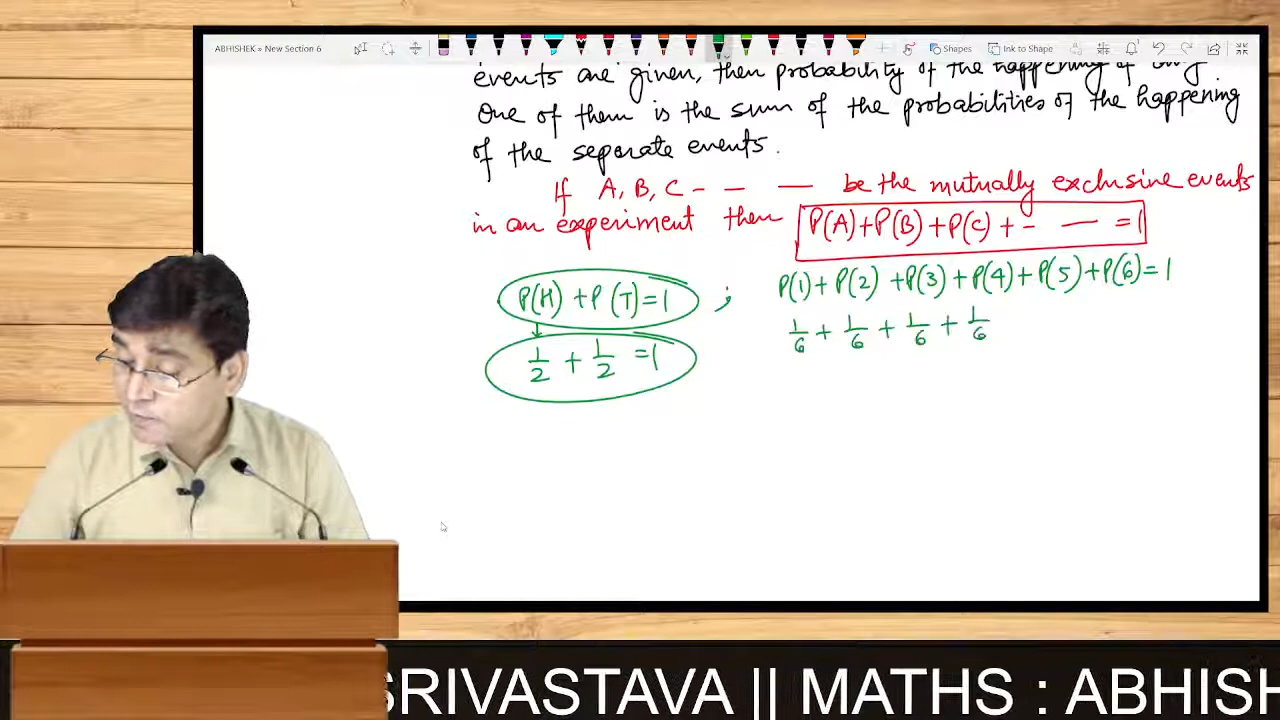 ABHISHEK » New Section 6
Shapes
Ink to Shape
events are given, then probability of the happening of any
One of them is the sum of the probabilities of the happening
of the separate events.
If A, B, C - - — be the mutually exclusive events
in an experiment then P(A)+P(B)+P(C)+- — =1
P(H)+P(T)=1 ; P(1)+P(2)+P(3)+P(4)+P(5)+P(6)=1
1/2 + 1/2 =1
1/6 + 1/6 + 1/6 + 1/6
SRIVASTAVA || MATHS : ABHISH